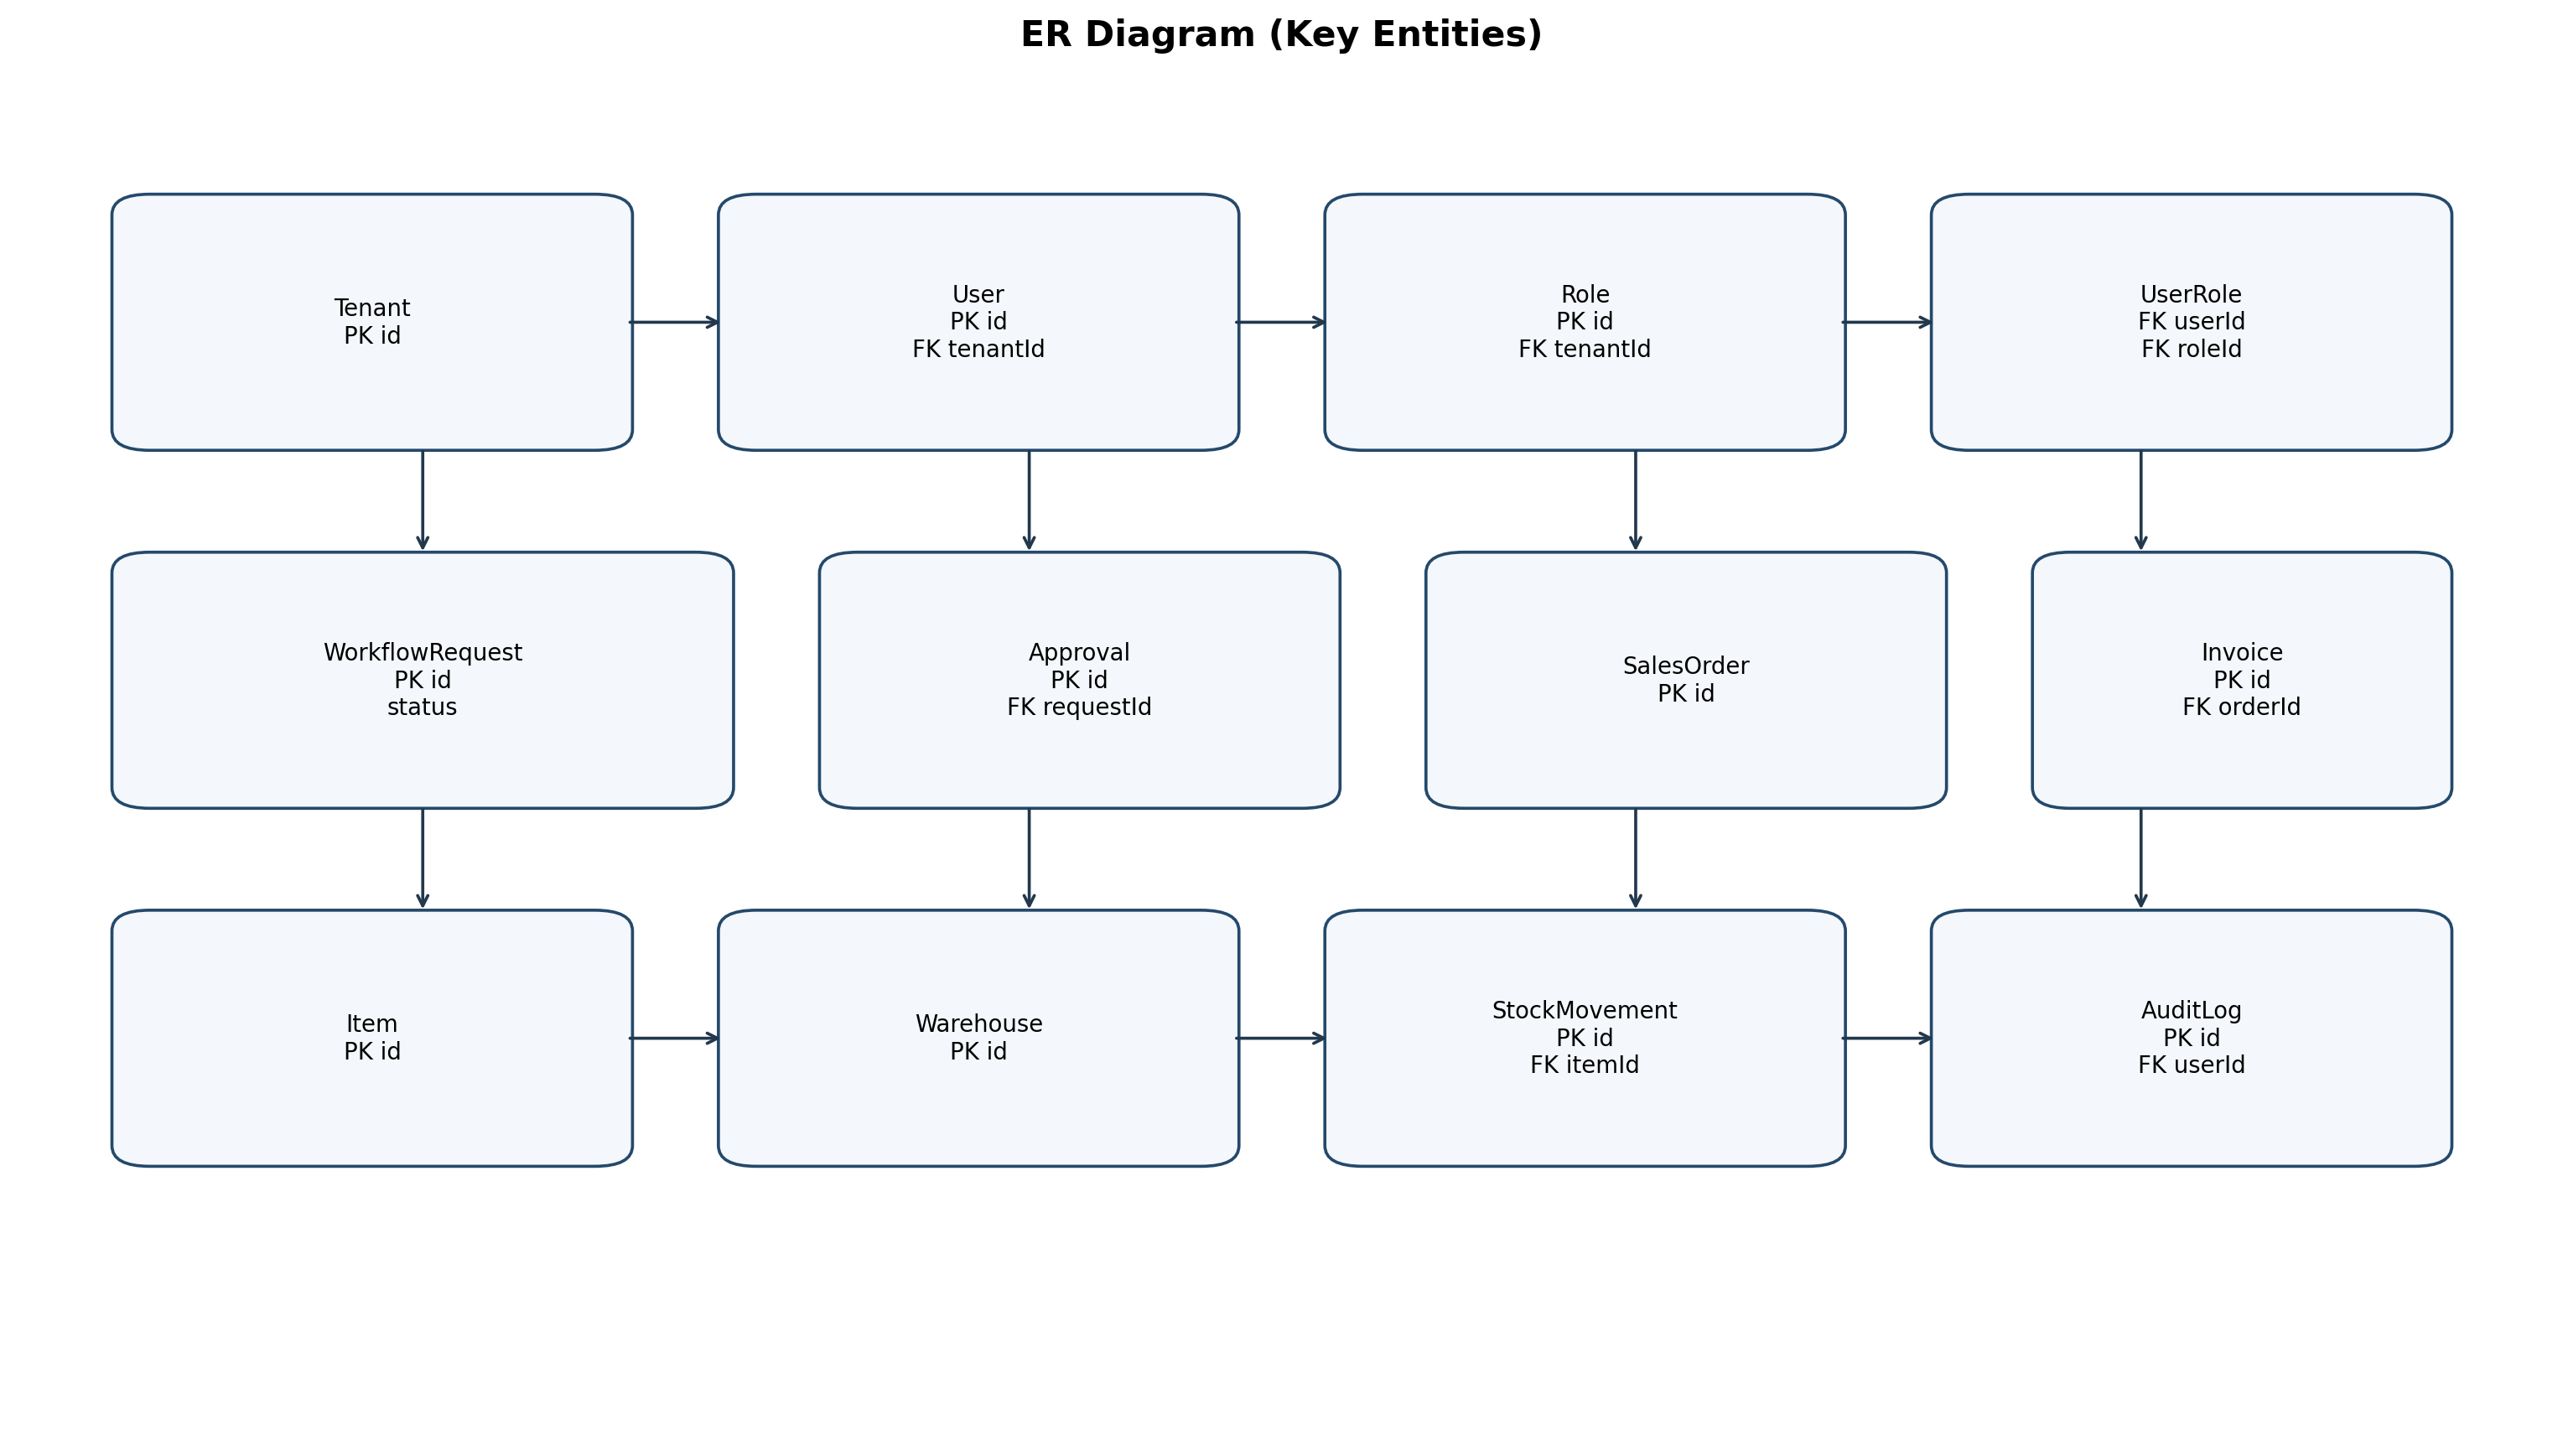 ER Diagram (Key Entities)
Tenant
PK id
User
PK id
FK tenantId
Role
PK id
FK tenantId
UserRole
FK userId
FK roleId
WorkflowRequest
PK id
status
Approval
PK id
FK requestId
SalesOrder
PK id
Invoice
PK id
FK orderId
Item
PK id
Warehouse
PK id
StockMovement
PK id
FK itemId
AuditLog
PK id
FK userId